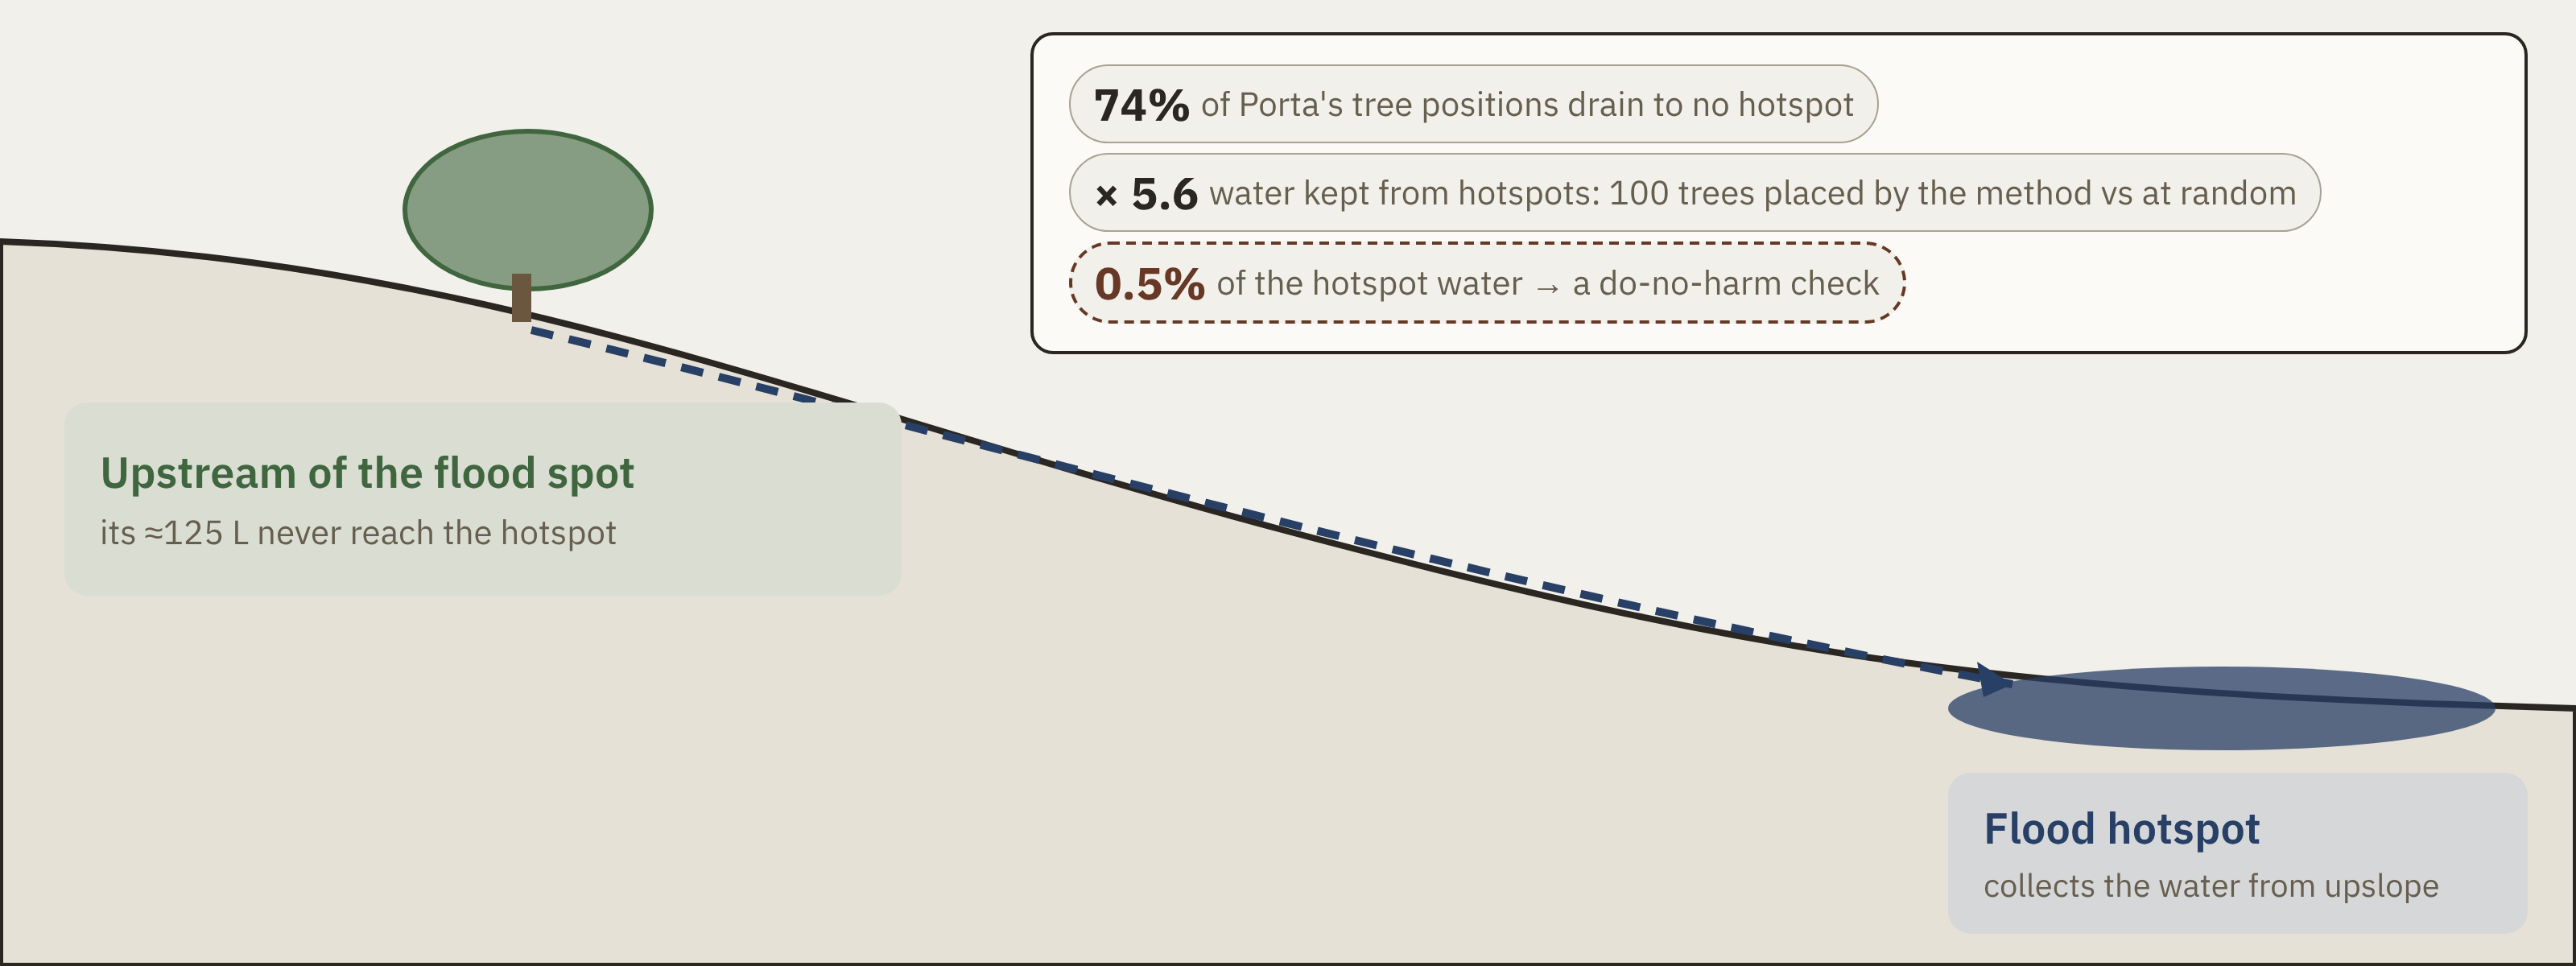 74% of Porta's tree positions drain to no hotspot
× 5.6 water kept from hotspots: 100 trees placed by the method vs at random
0.5% of the hotspot water → a do-no-harm check
Upstream of the flood spot
its ≈125 L never reach the hotspot
Flood hotspot
collects the water from upslope